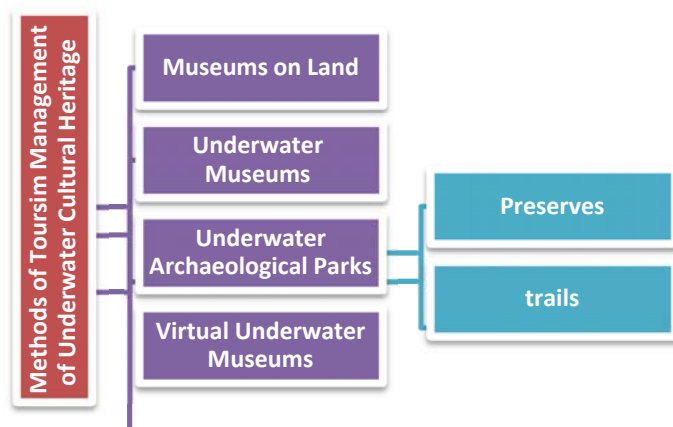 Methods of Toursim Management
of Underwater Cultural Heritage
Museums on Land
Underwater
Museums
Underwater
Archaeological Parks
Virtual Underwater
Museums
Preserves
trails